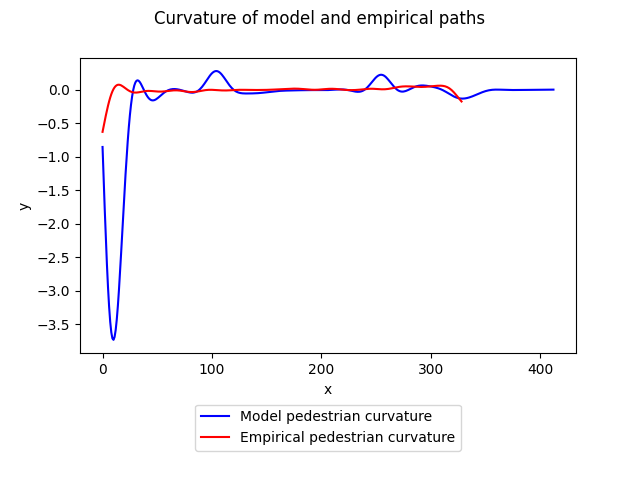 Curvature of model and empirical paths
0.0
−0.5
−1.0
−1.5
−2.0
−2.5
−3.0
−3.5
y
0 100 200 300 400
x
Model pedestrian curvature
Empirical pedestrian curvature